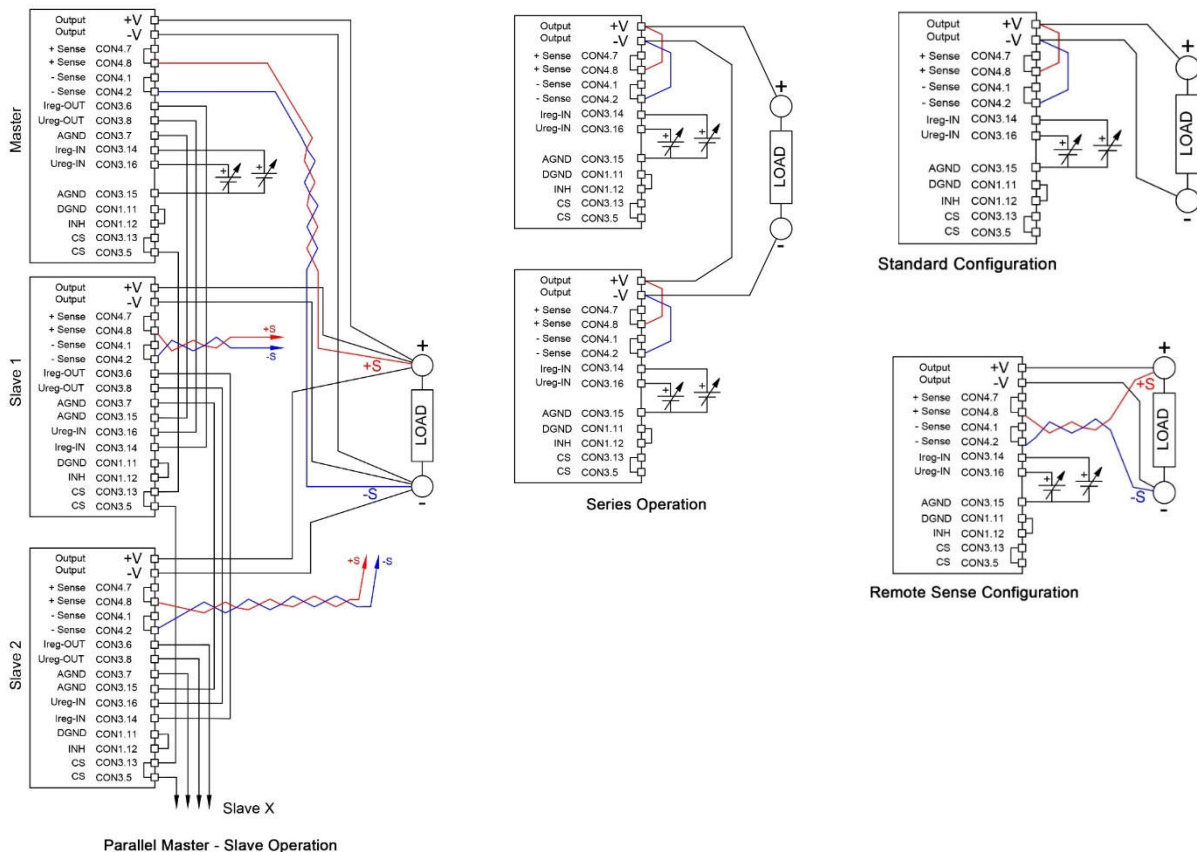 Master
Output +V
Output -V
+ Sense CON4.7
+ Sense CON4.8
- Sense CON4.1
- Sense CON4.2
Ireg-OUT CON3.6
Ureg-OUT CON3.8
AGND CON3.7
Ireg-IN CON3.14
Ureg-IN CON3.16
+ +
AGND CON3.15
DGND CON1.11
INH CON1.12
CS CON3.13
CS CON3.5
Slave 1
Output +V
Output -V
+ Sense CON4.7
+ Sense CON4.8
- Sense CON4.1
- Sense CON4.2
Ireg-OUT CON3.6
Ureg-OUT CON3.8
AGND CON3.7
AGND CON3.15
Ureg-IN CON3.16
Ireg-IN CON3.14
DGND CON1.11
INH CON1.12
CS CON3.13
CS CON3.5
+S
-S
+
+S
LOAD
-S
-
Slave 2
Output +V
Output -V
+ Sense CON4.7
+ Sense CON4.8
- Sense CON4.1
- Sense CON4.2
Ireg-OUT CON3.6
Ureg-OUT CON3.8
AGND CON3.7
AGND CON3.15
Ureg-IN CON3.16
Ireg-IN CON3.14
DGND CON1.11
INH CON1.12
CS CON3.13
CS CON3.5
+S -S
Slave X
Parallel Master - Slave Operation
Output +V
Output -V
+ Sense CON4.7
+ Sense CON4.8
- Sense CON4.1
- Sense CON4.2
Ireg-IN CON3.14
Ureg-IN CON3.16
+ +
AGND CON3.15
DGND CON1.11
INH CON1.12
CS CON3.13
CS CON3.5
+
LOAD
-
Output +V
Output -V
+ Sense CON4.7
+ Sense CON4.8
- Sense CON4.1
- Sense CON4.2
Ireg-IN CON3.14
Ureg-IN CON3.16
+ +
AGND CON3.15
DGND CON1.11
INH CON1.12
CS CON3.13
CS CON3.5
Series Operation
Output +V
Output -V
+ Sense CON4.7
+ Sense CON4.8
- Sense CON4.1
- Sense CON4.2
Ireg-IN CON3.14
Ureg-IN CON3.16
+ +
AGND CON3.15
DGND CON1.11
INH CON1.12
CS CON3.13
CS CON3.5
+
LOAD
-
Standard Configuration
Output +V
Output -V
+ Sense CON4.7
+ Sense CON4.8
- Sense CON4.1
- Sense CON4.2
Ireg-IN CON3.14
Ureg-IN CON3.16
+ +
AGND CON3.15
DGND CON1.11
INH CON1.12
CS CON3.13
CS CON3.5
+
+S
LOAD
-S
-
Remote Sense Configuration